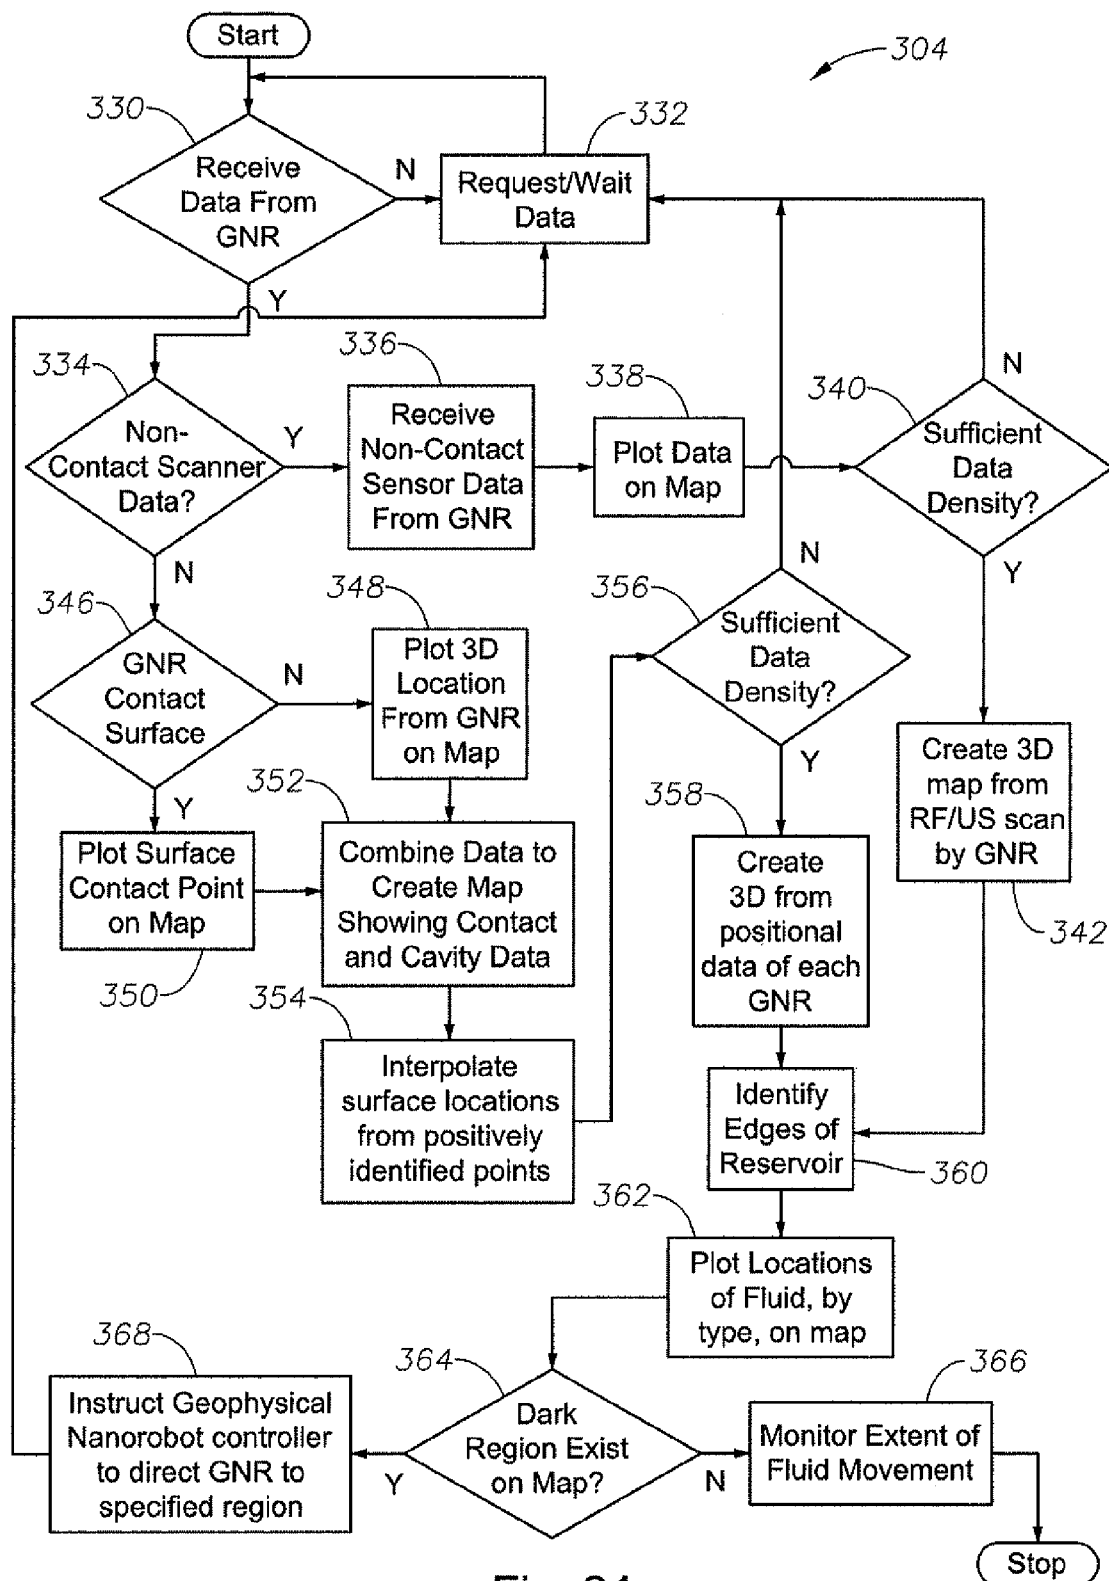 Start
304
330
332
Receive
Data From
GNR
N
Request/Wait
Data
Y
334
336
338
340
N
Non-
Contact Scanner
Data?
Y
Receive
Non-Contact
Sensor Data
From GNR
Plot Data
on Map
Sufficient
Data
Density?
N
Y
346
348
356
N
GNR
Contact
Surface
N
Plot 3D
Location
From GNR
on Map
Sufficient
Data
Density?
Y
Y
Create 3D
map from
RF/US scan
by GNR
342
350
Plot Surface
Contact Point
on Map
352
Combine Data to
Create Map
Showing Contact
and Cavity Data
358
Create
3D from
positional
data of each
GNR
354
Interpolate
surface locations
from positively
identified points
Identify
Edges of
Reservoir
360
362
Plot Locations
of Fluid, by
type, on map
368
364
366
Instruct Geophysical
Nanorobot controller
to direct GNR to
specified region
Y
Dark
Region Exist
on Map?
N
Monitor Extent of
Fluid Movement
Stop